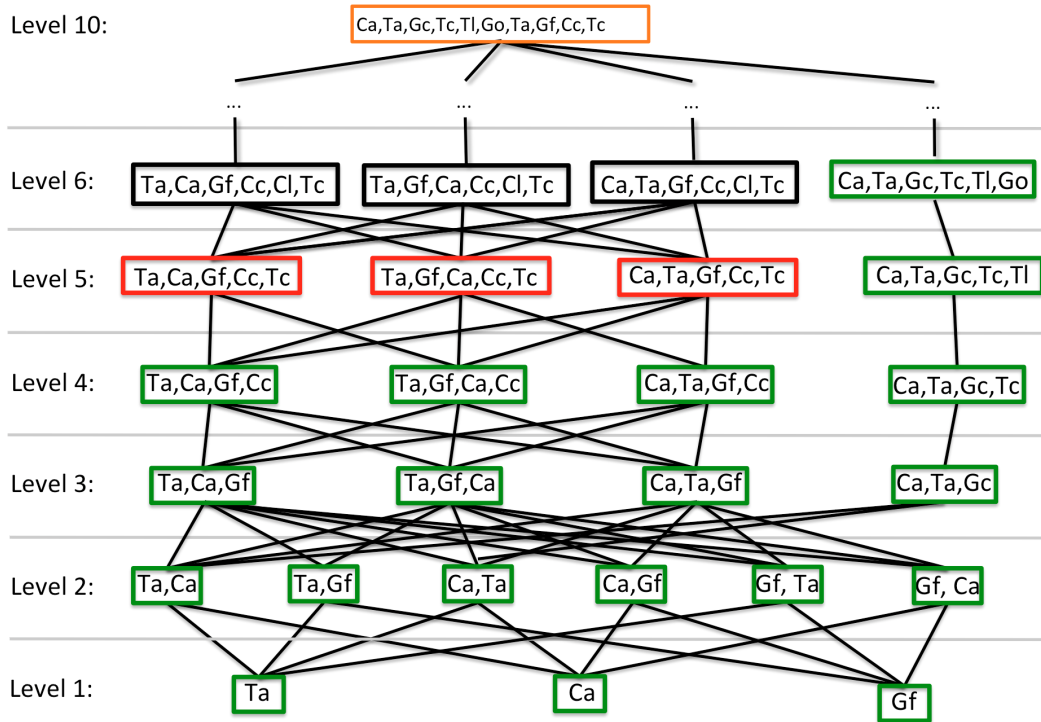 Level 10: Ca,Ta,Gc,Tc,Tl,Go,Ta,Gf,Cc,Tc
... ... ... ...
Level 6: Ta,Ca,Gf,Cc,Cl,Tc Ta,Gf,Ca,Cc,Cl,Tc Ca,Ta,Gf,Cc,Cl,Tc Ca,Ta,Gc,Tc,Tl,Go
Level 5: Ta,Ca,Gf,Cc,Tc Ta,Gf,Ca,Cc,Tc Ca,Ta,Gf,Cc,Tc Ca,Ta,Gc,Tc,Tl
Level 4: Ta,Ca,Gf,Cc Ta,Gf,Ca,Cc Ca,Ta,Gf,Cc Ca,Ta,Gc,Tc
Level 3: Ta,Ca,Gf Ta,Gf,Ca Ca,Ta,Gf Ca,Ta,Gc
Level 2: Ta,Ca Ta,Gf Ca,Ta Ca,Gf Gf, Ta Gf, Ca
Level 1: Ta Ca Gf